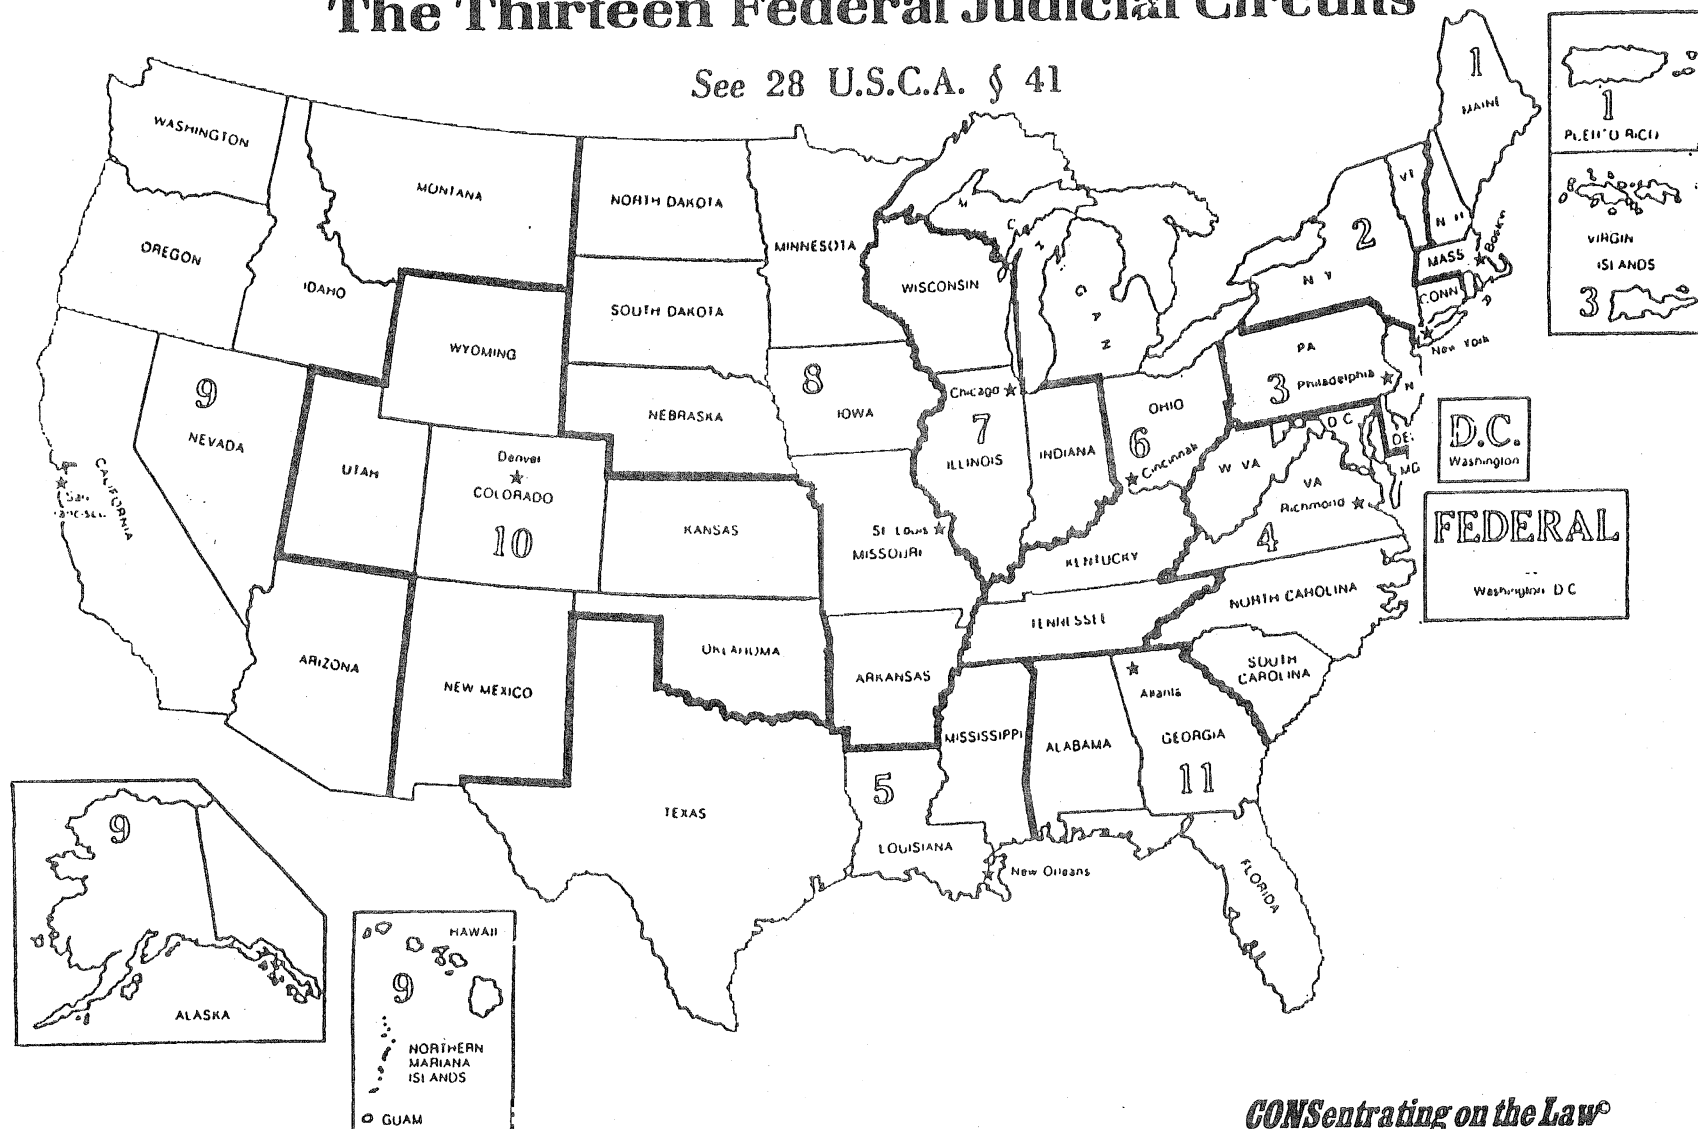 The Thirteen Federal Judicial Circuits
See 28 U.S.C.A. § 41
1
MAINE
1
WASHINGTON
MONTANA
NORTH DAKOTA
MINNESOTA
VT
N H
2
MASS
Boston
VIRGIN
ISLANDS
3
OREGON
IDAHO
SOUTH DAKOTA
WISCONSIN
MICHIGAN
N Y
CONN
R
New York
WYOMING
9
NEVADA
NEBRASKA
8
IOWA
Chicago
7
ILLINOIS
INDIANA
OHIO
6
Cincinnati
PA
3 Philadelphia
N
D C
DE
MD
D.C.
Washington
CALIFORNIA
San
UTAH
Denver
COLORADO
10
KANSAS
St Louis
MISSOURI
KENTUCKY
W VA
VA
Richmond
4
FEDERAL
Washington D C
ARIZONA
NEW MEXICO
OKLAHOMA
ARKANSAS
TENNESSEE
NORTH CAROLINA
SOUTH
CAROLINA
TEXAS
5
LOUISIANA
New Orleans
MISSISSIPPI
ALABAMA
Atlanta
GEORGIA
11
FLORIDA
9
ALASKA
HAWAII
9
NORTHERN
MARIANA
ISLANDS
GUAM
CONSentrating on the Law©